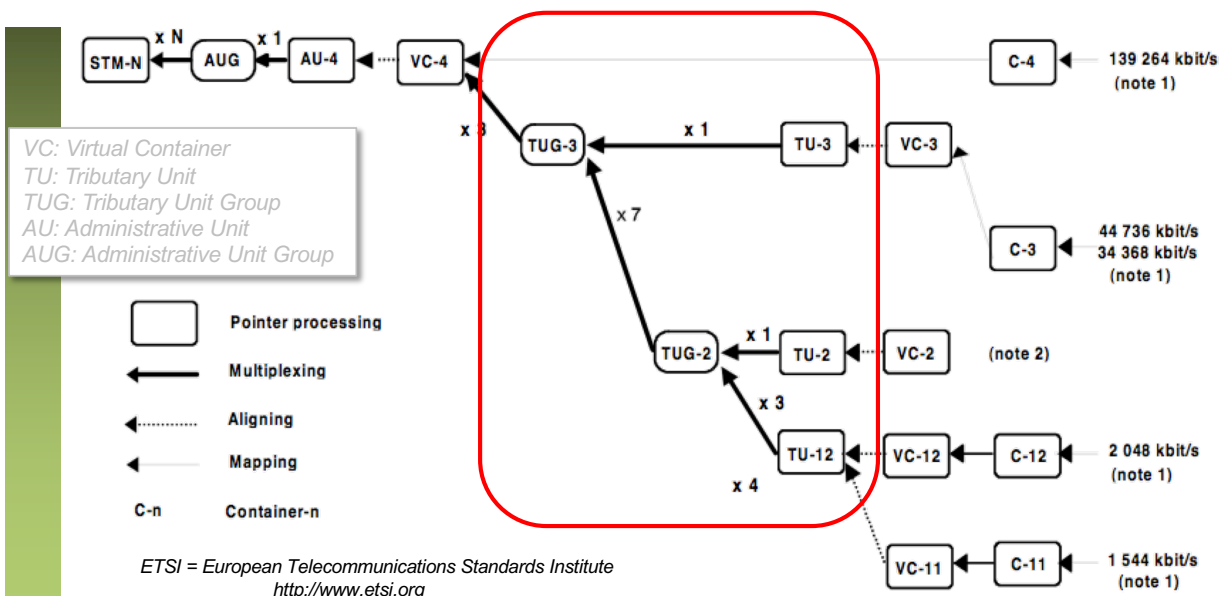 x N
x 1
STM-N
AUG
AU-4
VC-4
C-4
139 264 kbit/s
(note 1)
x 3
TUG-3
x 1
TU-3
VC-3
VC: Virtual Container
TU: Tributary Unit
TUG: Tributary Unit Group
AU: Administrative Unit
AUG: Administrative Unit Group
x 7
C-3
44 736 kbit/s
34 368 kbit/s
(note 1)
Pointer processing
TUG-2
x 1
TU-2
VC-2
(note 2)
Multiplexing
x 3
Aligning
TU-12
VC-12
C-12
2 048 kbit/s
(note 1)
Mapping
x 4
C-n
Container-n
VC-11
C-11
1 544 kbit/s
(note 1)
ETSI = European Telecommunications Standards Institute
http://www.etsi.org